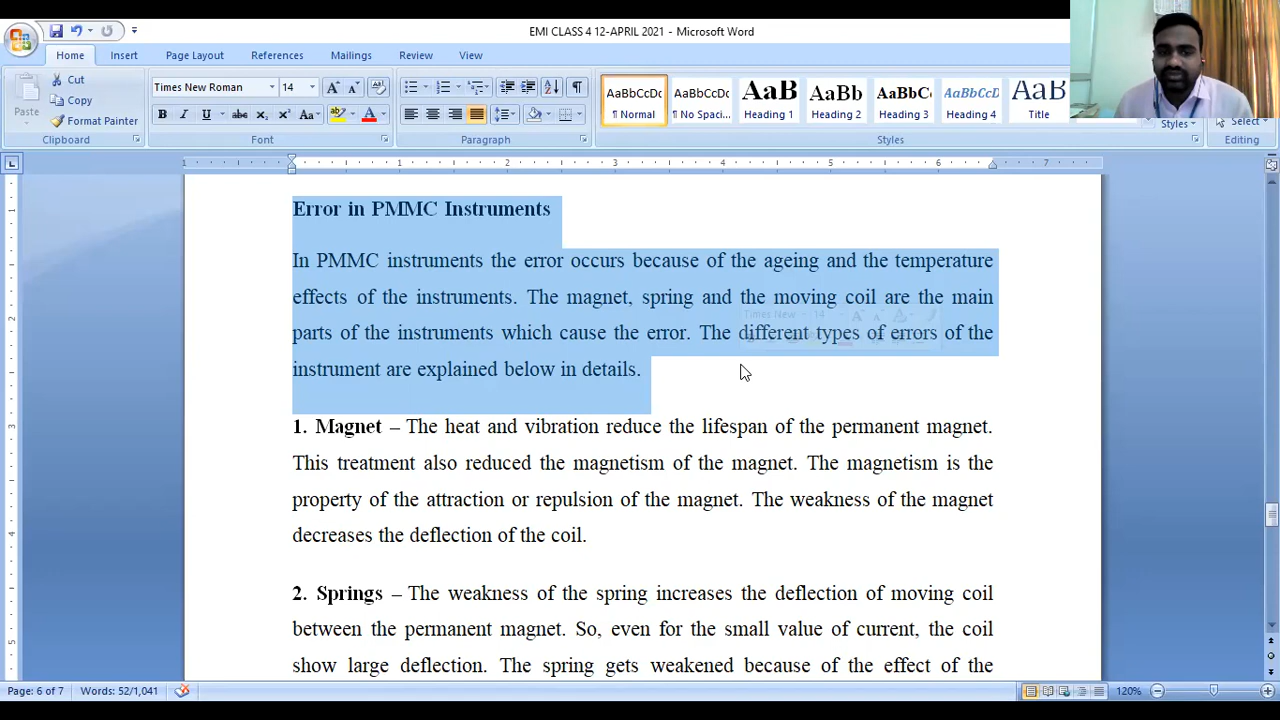 EMI CLASS 4 12-APRIL 2021 - Microsoft Word
Home Insert Page Layout References Mailings Review View
Cut
Copy
Format Painter
Paste
Times New Roman 14
AaBbCcDc AaBbCcDc AaB AaBb AaBbC AaBbCcD AaB
¶ Normal ¶ No Spaci... Heading 1 Heading 2 Heading 3 Heading 4 Title
Styles Select
Clipboard Font Paragraph Styles Editing
1 1 2 3 4 5 6 7
Error in PMMC Instruments
In PMMC instruments the error occurs because of the ageing and the temperature
effects of the instruments. The magnet, spring and the moving coil are the main
parts of the instruments which cause the error. The different types of errors of the
instrument are explained below in details.
1. Magnet – The heat and vibration reduce the lifespan of the permanent magnet.
This treatment also reduced the magnetism of the magnet. The magnetism is the
property of the attraction or repulsion of the magnet. The weakness of the magnet
decreases the deflection of the coil.
2. Springs – The weakness of the spring increases the deflection of moving coil
between the permanent magnet. So, even for the small value of current, the coil
show large deflection. The spring gets weakened because of the effect of the
Page: 6 of 7 Words: 52/1,041 120%